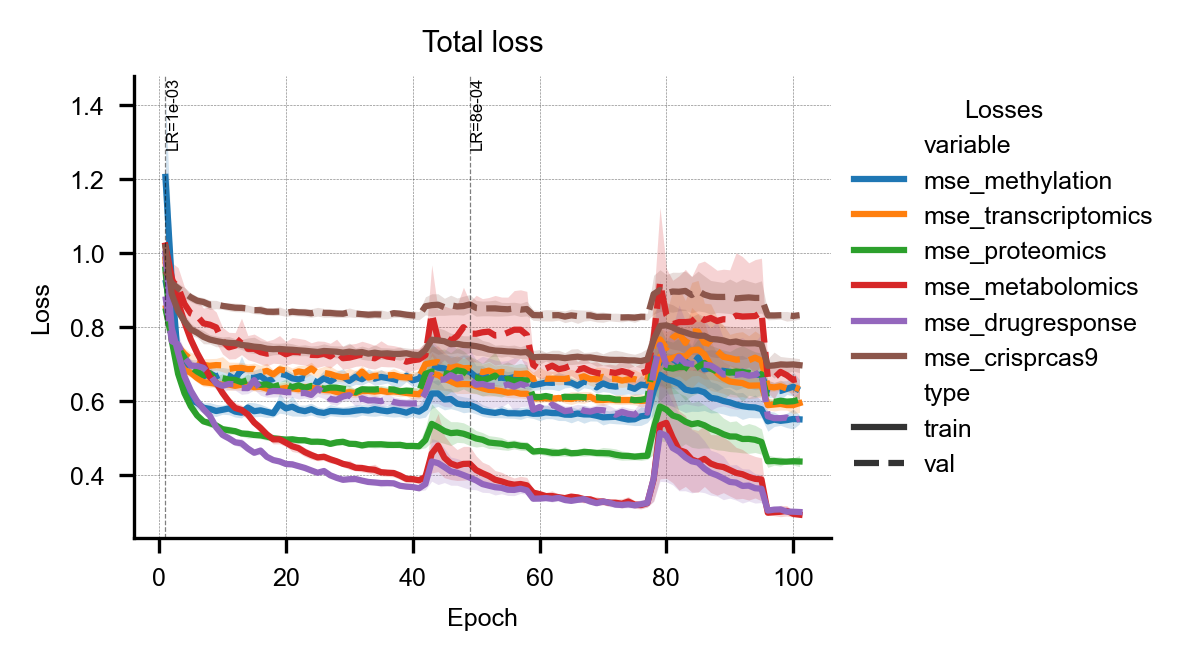 Total loss
LR=1e-03
LR=8e-04
1.4
1.2
1.0
0.8
0.6
0.4
Loss
0
20
40
60
80
100
Epoch
Losses
variable
mse_methylation
mse_transcriptomics
mse_proteomics
mse_metabolomics
mse_drugresponse
mse_crisprcas9
type
train
val